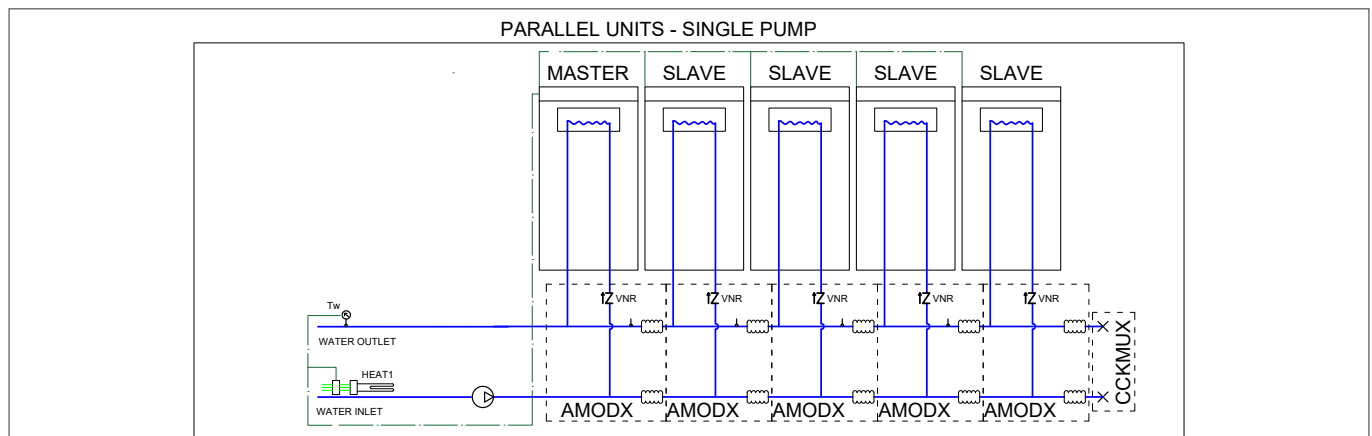 PARALLEL UNITS - SINGLE PUMP
MASTER SLAVE SLAVE SLAVE SLAVE
VNR VNR VNR VNR VNR
Tw
WATER OUTLET
HEAT1
WATER INLET
AMODX AMODX AMODX AMODX AMODX
CCKMUX